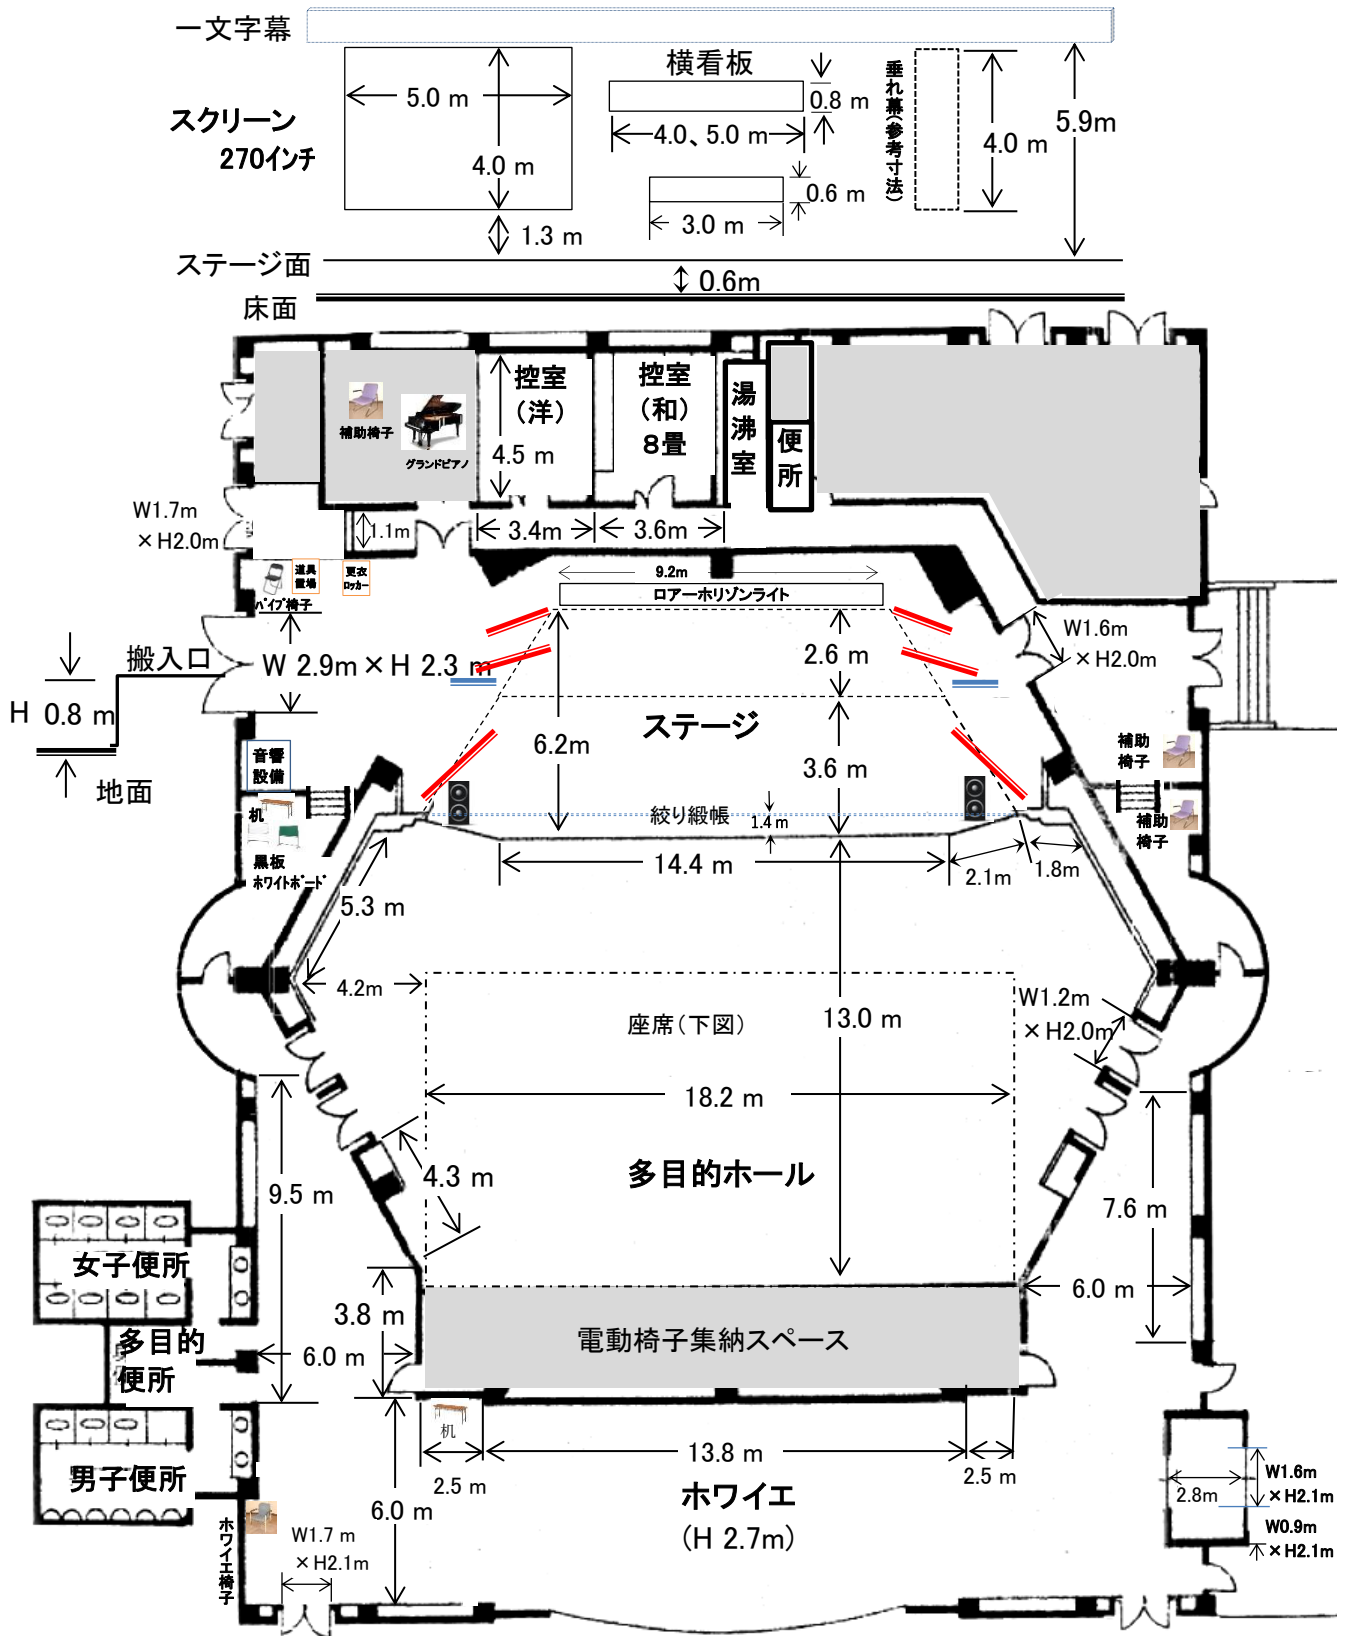 一文字幕
スクリーン
270インチ
5.0 m
4.0 m
1.3 m
横看板
0.8 m
4.0、5.0 m
0.6 m
3.0 m
垂れ幕(参考寸法)
4.0 m
5.9m
ステージ面
0.6m
床面
補助椅子
グランドピアノ
控室
(洋)
4.5 m
控室
(和)
8畳
湯沸室
便所
W1.7m
×H2.0m
1.1m
3.4m
3.6m
パイプ椅子
道具
置場
更衣
ロッカー
9.2m
ロアーホリゾンライト
搬入口
W 2.9m×H 2.3 m
H 0.8 m
地面
2.6 m
ステージ
6.2m
3.6 m
W1.6m
×H2.0m
音響
設備
机
黒板
ホワイトボード
補助
椅子
補助
椅子
絞り緞帳
1.4 m
14.4 m
2.1m
1.8m
5.3 m
4.2m
座席(下図)
13.0 m
W1.2m
×H2.0m
18.2 m
多目的ホール
4.3 m
9.5 m
7.6 m
女子便所
多目的
便所
男子便所
3.8 m
6.0 m
6.0 m
電動椅子集納スペース
机
2.5 m
13.8 m
2.5 m
ホワイエ
(H 2.7m)
6.0 m
ホワイエ椅子
W1.7 m
×H2.1m
2.8m
W1.6m
×H2.1m
W0.9m
×H2.1m